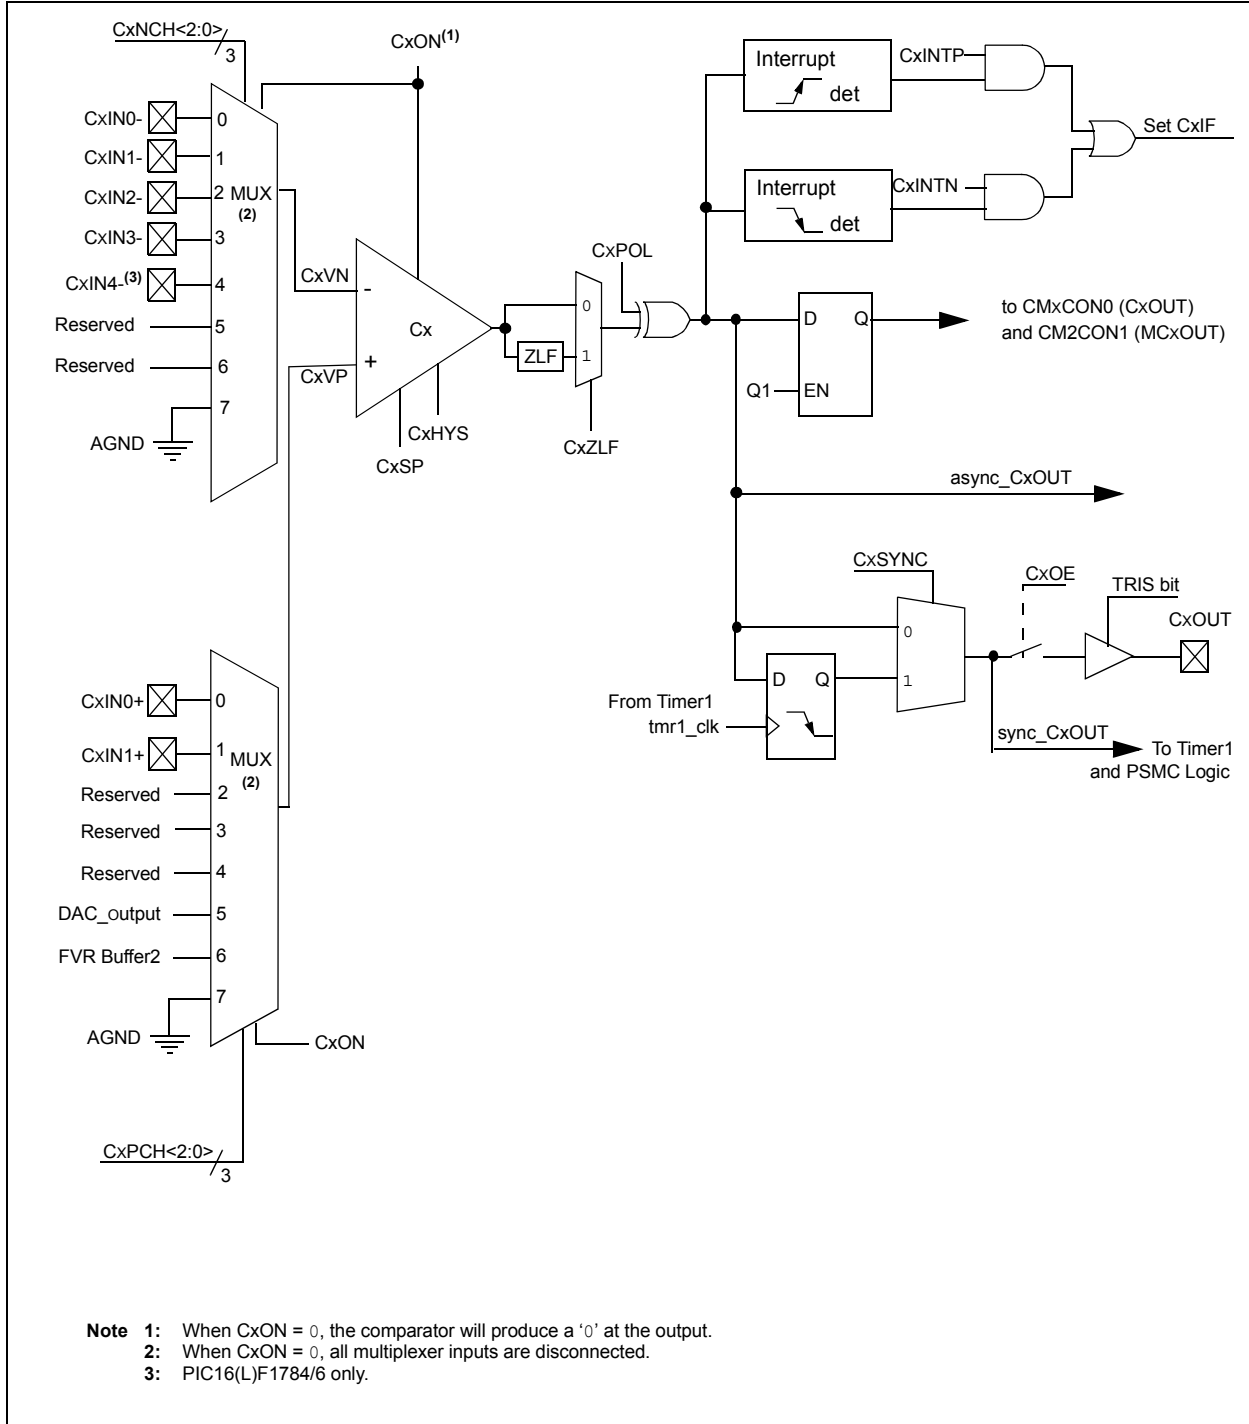 CxNCH<2:0>
3
CxON(1)
CxIN0-
0
CxIN1-
1
CxIN2-
2
MUX
(2)
CxIN3-
3
CxIN4-(3)
4
Reserved
5
Reserved
6
7
AGND
CxVN
-
Cx
+
CxVP
CxHYS
CxSP
ZLF
0
1
CxZLF
CxPOL
Interrupt
det
CxINTP
Interrupt
det
CxINTN
Set CxIF
D
Q
Q1
EN
to CMxCON0 (CxOUT)
and CM2CON1 (MCxOUT)
async_CxOUT
CxSYNC
0
1
CxOE
TRIS bit
CxOUT
D
Q
From Timer1
tmr1_clk
sync_CxOUT
To Timer1
and PSMC Logic
CxIN0+
0
CxIN1+
1
MUX
(2)
Reserved
2
Reserved
3
Reserved
4
DAC_output
5
FVR Buffer2
6
7
AGND
CxON
CxPCH<2:0>
3
Note 1: When CxON = 0, the comparator will produce a ‘0’ at the output.
2: When CxON = 0, all multiplexer inputs are disconnected.
3: PIC16(L)F1784/6 only.